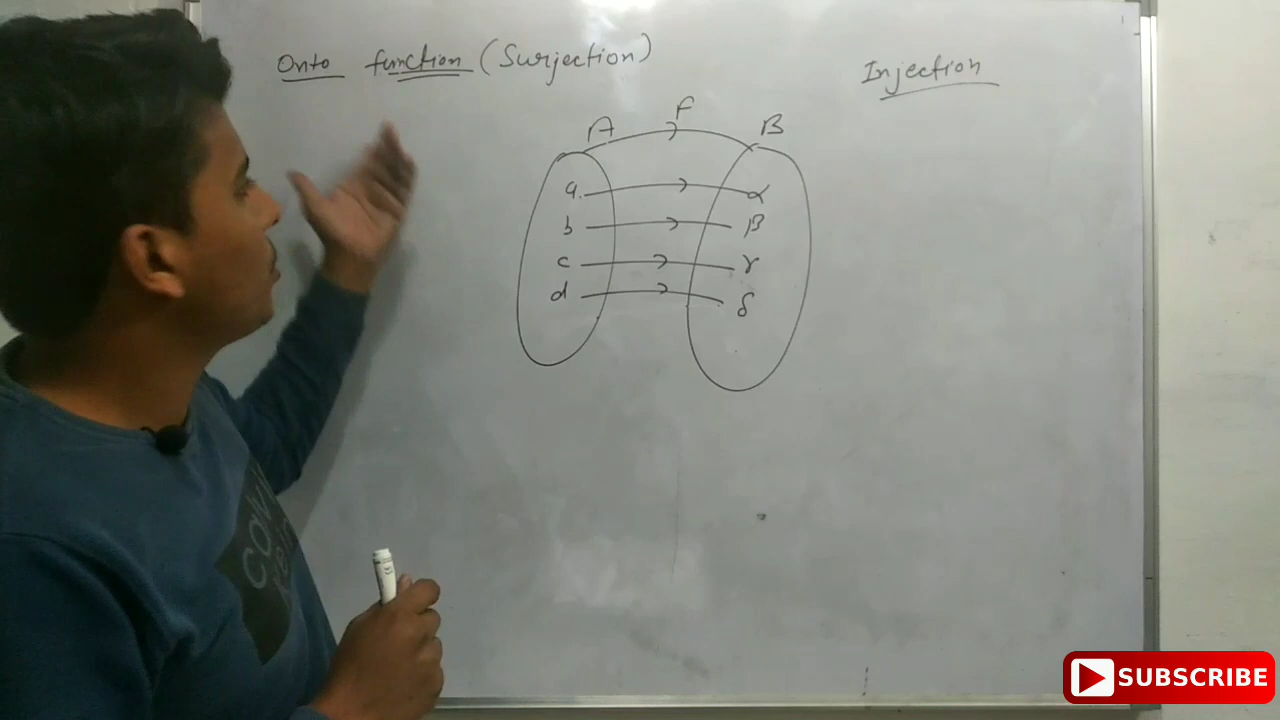 Onto function (Surjection)
Injection
A F B
a α
b β
c γ
d δ
SUBSCRIBE